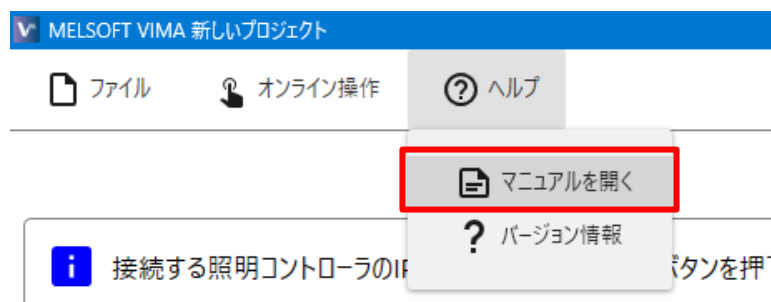 MELSOFT VIMA 新しいプロジェクト
ファイル オンライン操作 ヘルプ
マニュアルを開く
バージョン情報
接続する照明コントローラのI
タンを押